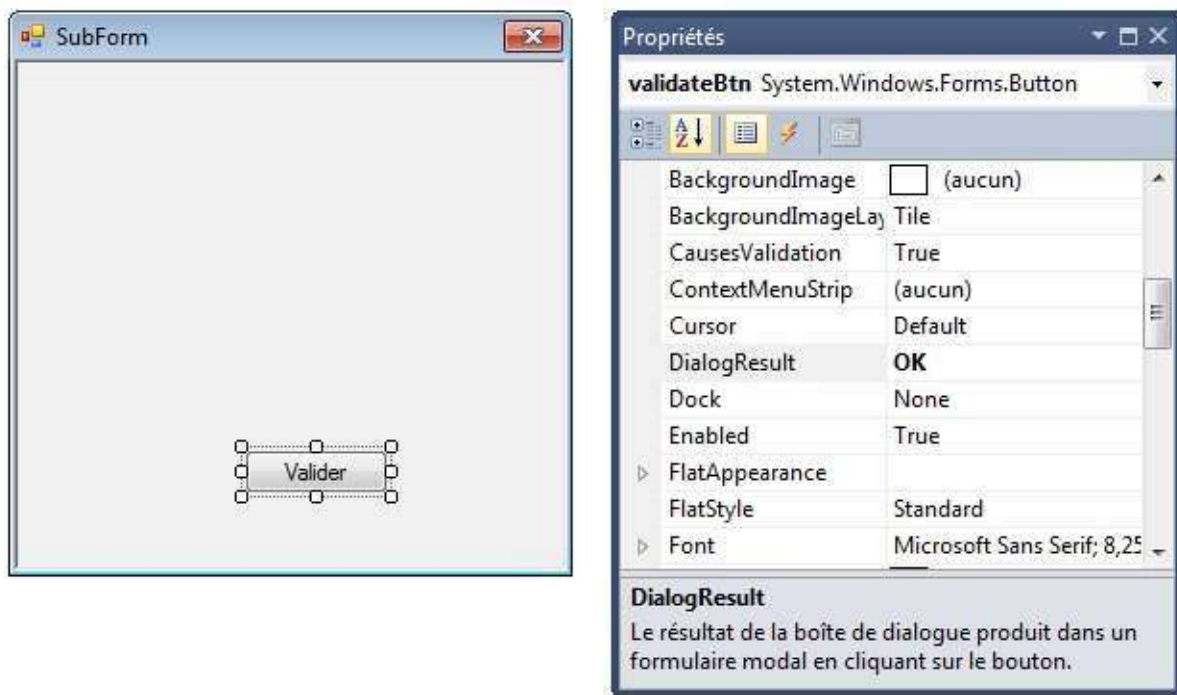 SubForm
Valider
Propriétés
validateBtn System.Windows.Forms.Button
BackgroundImage (aucun)
BackgroundImageLay Tile
CausesValidation True
ContextMenuStrip (aucun)
Cursor Default
DialogResult OK
Dock None
Enabled True
FlatAppearance
FlatStyle Standard
Font Microsoft Sans Serif; 8,25
DialogResult
Le résultat de la boîte de dialogue produit dans un
formulaire modal en cliquant sur le bouton.